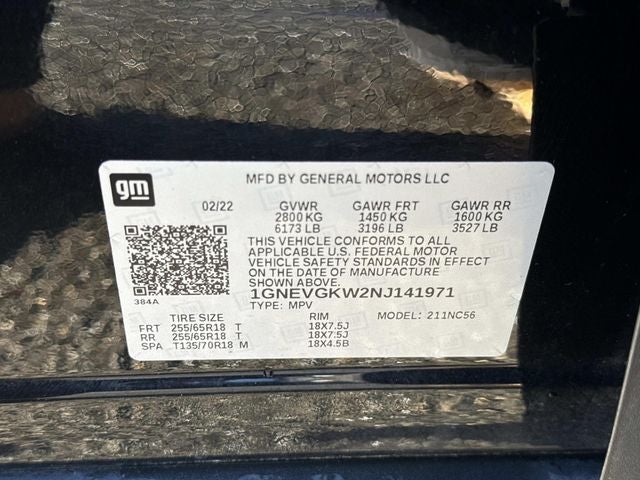 gm
MFD BY GENERAL MOTORS LLC
02/22 GVWR GAWR FRT GAWR RR
2800 KG 1450 KG 1600 KG
6173 LB 3196 LB 3527 LB
THIS VEHICLE CONFORMS TO ALL
APPLICABLE U.S. FEDERAL MOTOR
VEHICLE SAFETY STANDARDS IN EFFECT
ON THE DATE OF MANUFACTURE
SHOWN ABOVE.
384A
1GNEVGKW2NJ141971
TYPE: MPV MODEL: 211NC56
TIRE SIZE RIM
FRT 255/65R18 T 18X7.5J
RR 255/65R18 T 18X7.5J
SPA T135/70R18 M 18X4.5B